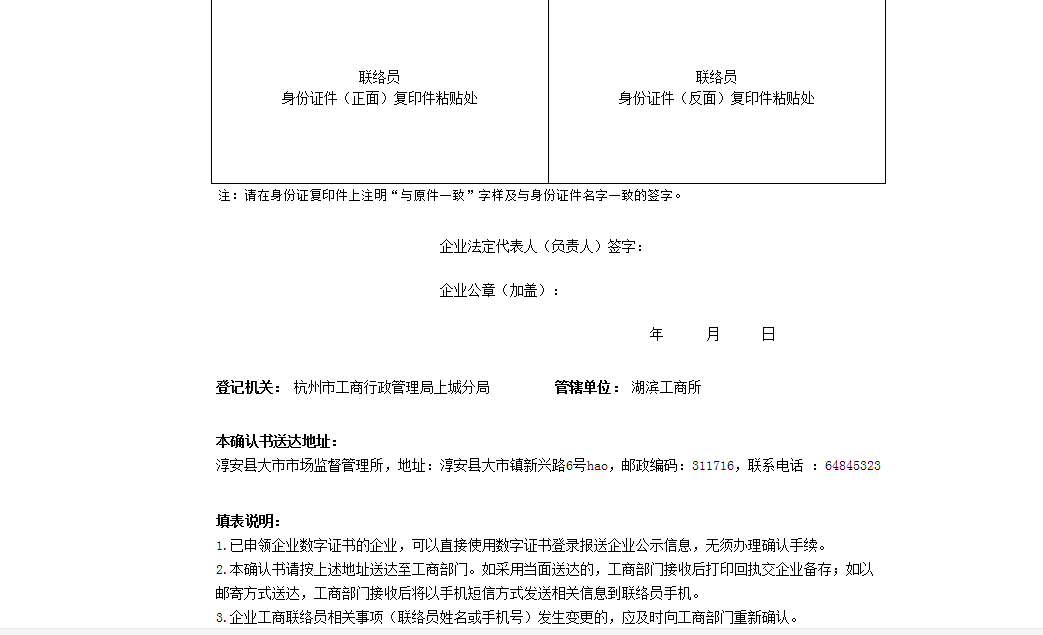 联络员
身份证件（正面）复印件粘贴处
联络员
身份证件（反面）复印件粘贴处
注：请在身份证复印件上注明“与原件一致”字样及与身份证件名字一致的签字。
企业法定代表人（负责人）签字：
企业公章（加盖）：
年 月 日
登记机关： 杭州市工商行政管理局上城分局 管辖单位： 湖滨工商所
本确认书送达地址：
淳安县大市市场监督管理所，地址：淳安县大市镇新兴路6号hao，邮政编码：311716，联系电话 ：64845323
填表说明：
1.已申领企业数字证书的企业，可以直接使用数字证书登录报送企业公示信息，无须办理确认手续。
2.本确认书请按上述地址送达至工商部门。如采用当面送达的，工商部门接收后打印回执交企业备存；如以
邮寄方式送达，工商部门接收后将以手机短信方式发送相关信息到联络员手机。
3.企业工商联络员相关事项（联络员姓名或手机号）发生变更的，应及时向工商部门重新确认。